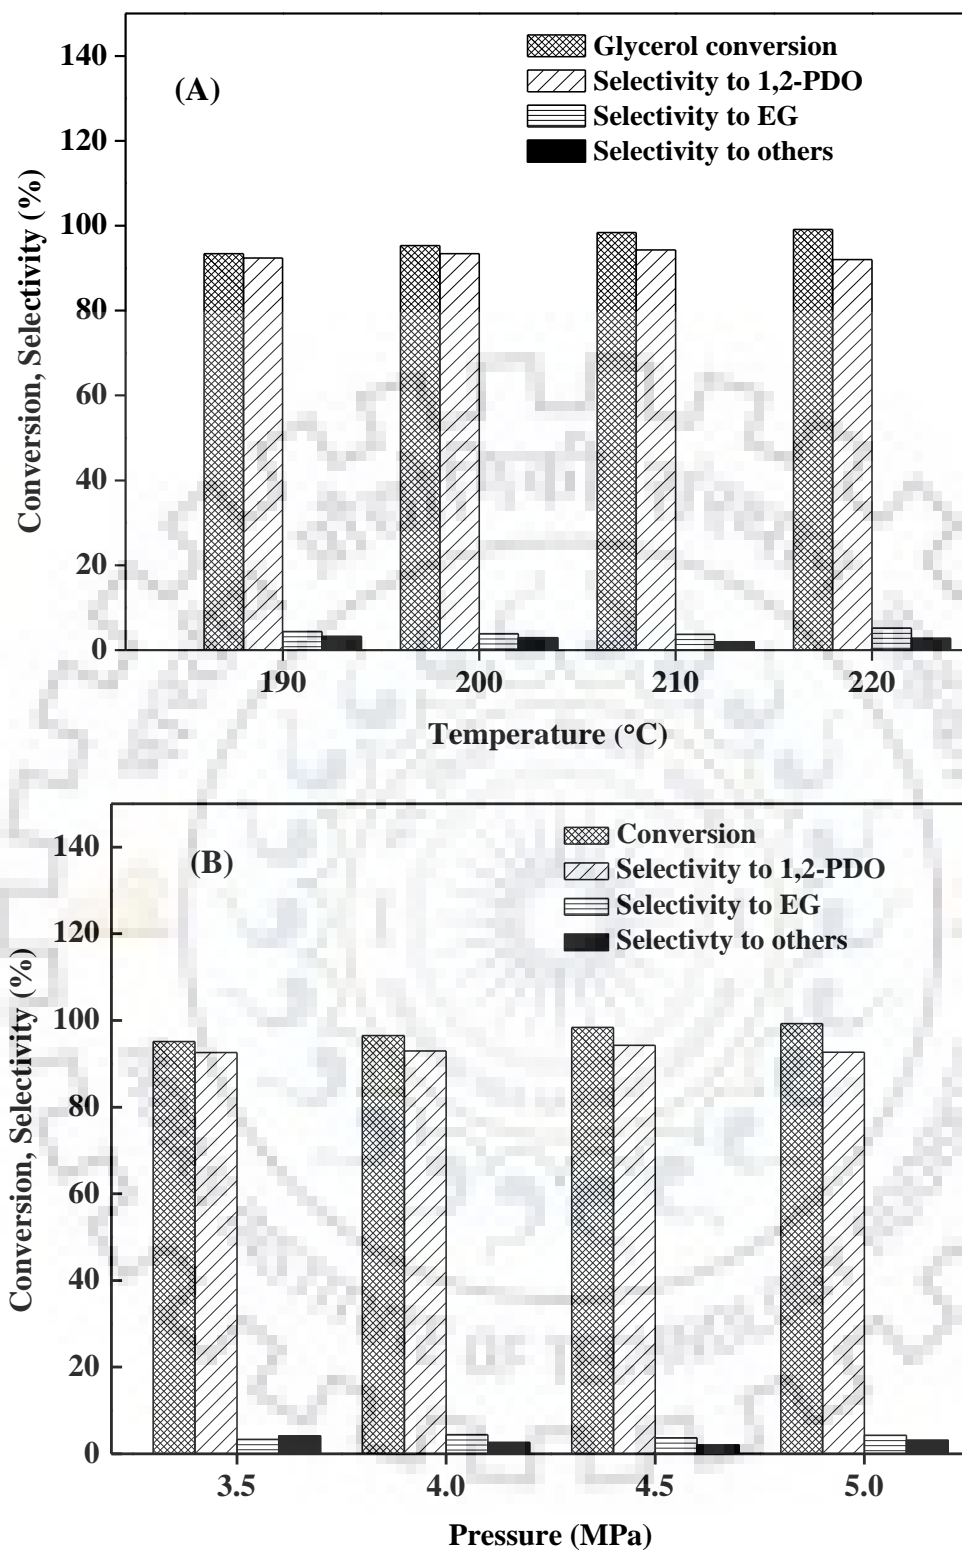 140
120
100
80
60
40
20
0
Conversion, Selectivity (%)
(A)
Glycerol conversion
Selectivity to 1,2-PDO
Selectivity to EG
Selectivity to others
190 200 210 220
Temperature (°C)
140
120
100
80
60
40
20
0
Conversion, Selectivity (%)
(B)
Conversion
Selectivity to 1,2-PDO
Selectivity to EG
Selectivty to others
3.5 4.0 4.5 5.0
Pressure (MPa)